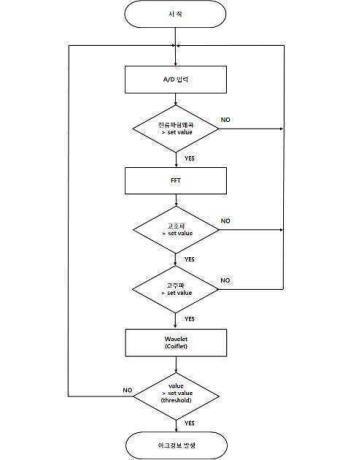 시 작
A/D 입력
전류파형왜곡
> set value
NO
YES
FFT
고조파
> set value
NO
YES
고주파
> set value
NO
YES
Wavelet
(Coiflet)
value
> set value
(threshold)
NO
YES
아크경보 발생